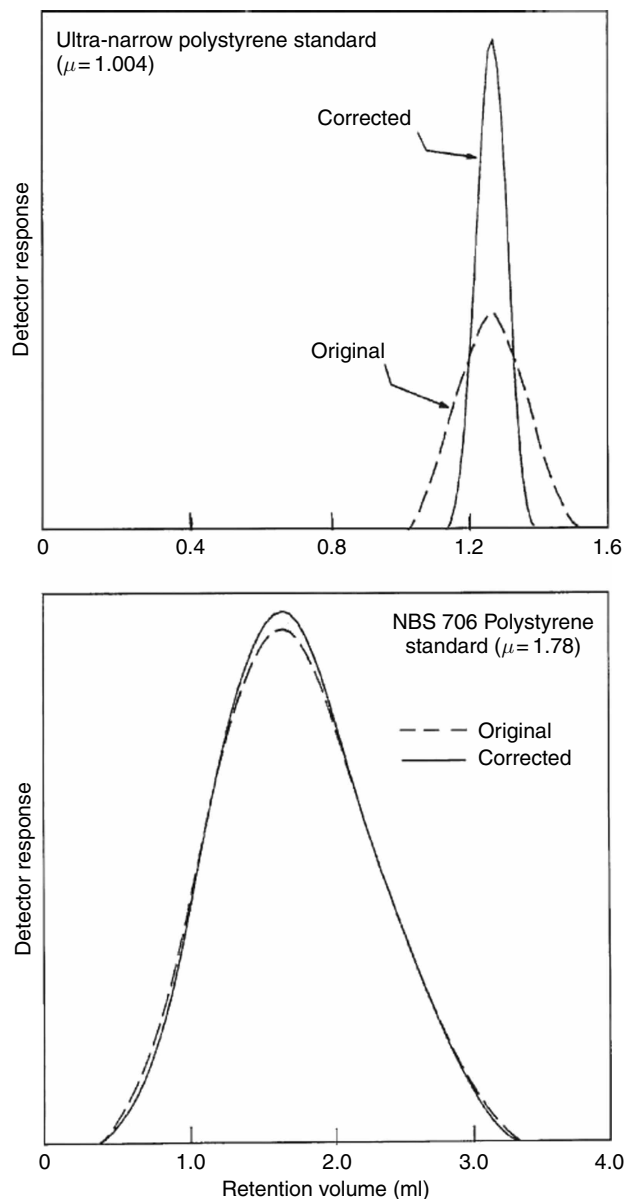 Ultra-narrow polystyrene standard
(μ = 1.004)
Corrected
Original
Detector response
0 0.4 0.8 1.2 1.6
NBS 706 Polystyrene
standard (μ = 1.78)
Original
Corrected
Detector response
0 1.0 2.0 3.0 4.0
Retention volume (ml)